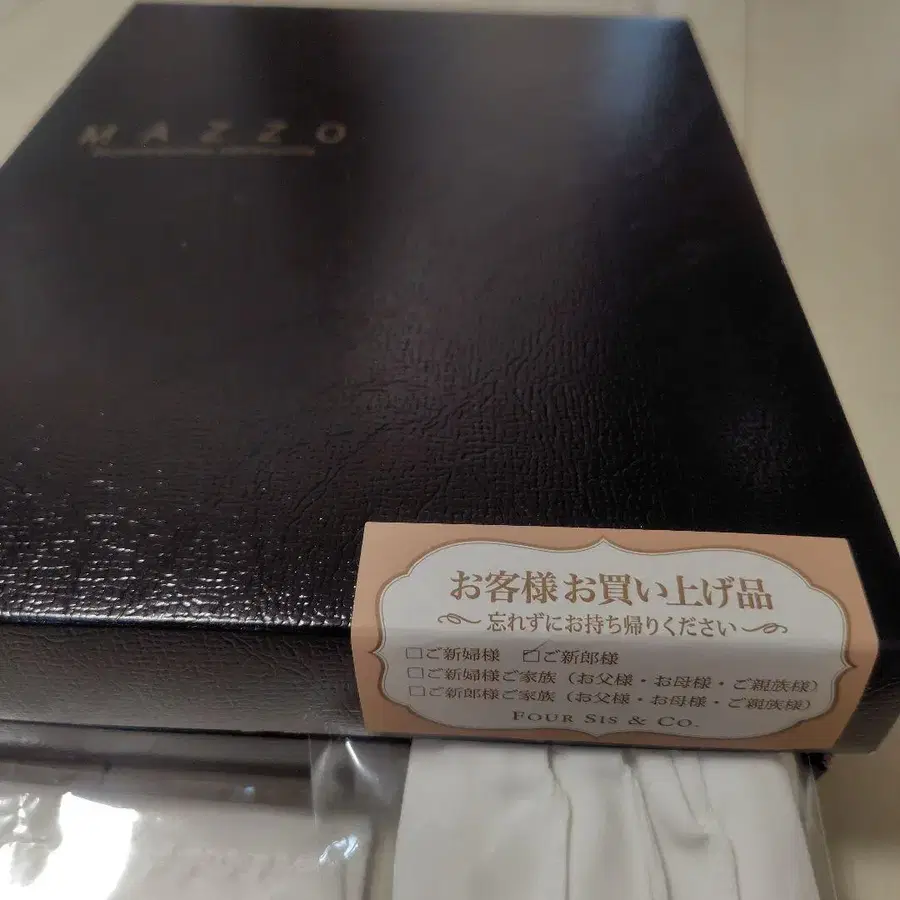 MAZZO
お客様お買い上げ品
忘れずにお持ち帰りください
□ご新婦様 □ご新郎様
□ご新婦様ご家族（お父様・お母様・ご親族様）
□ご新郎様ご家族（お父様・お母様・ご親族様）
FOUR SIS & CO.